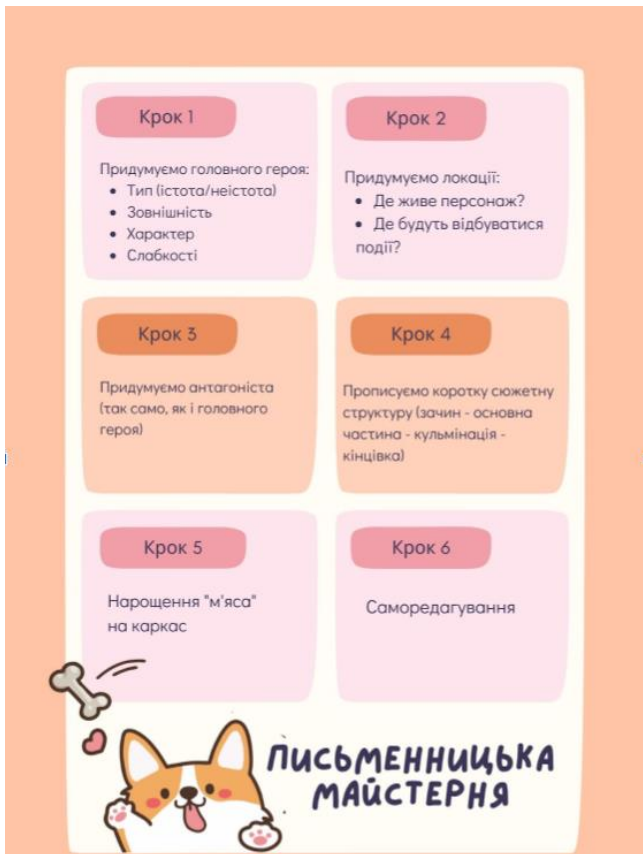 Крок 1
Придумуємо головного героя:
• Тип (істота/неістота)
• Зовнішність
• Характер
• Слабкості
Крок 2
Придумуємо локації:
• Де живе персонаж?
• Де будуть відбуватися
події?
Крок 3
Придумуємо антагоніста
(так само, як і головного
героя)
Крок 4
Прописуємо коротку сюжетну
структуру (зачин - основна
частина - кульмінація -
кінцівка)
Крок 5
Нарощення "м'яса"
на каркас
Крок 6
Саморедагування
ПИСЬМЕННИЦЬКА
МАЙСТЕРНЯ